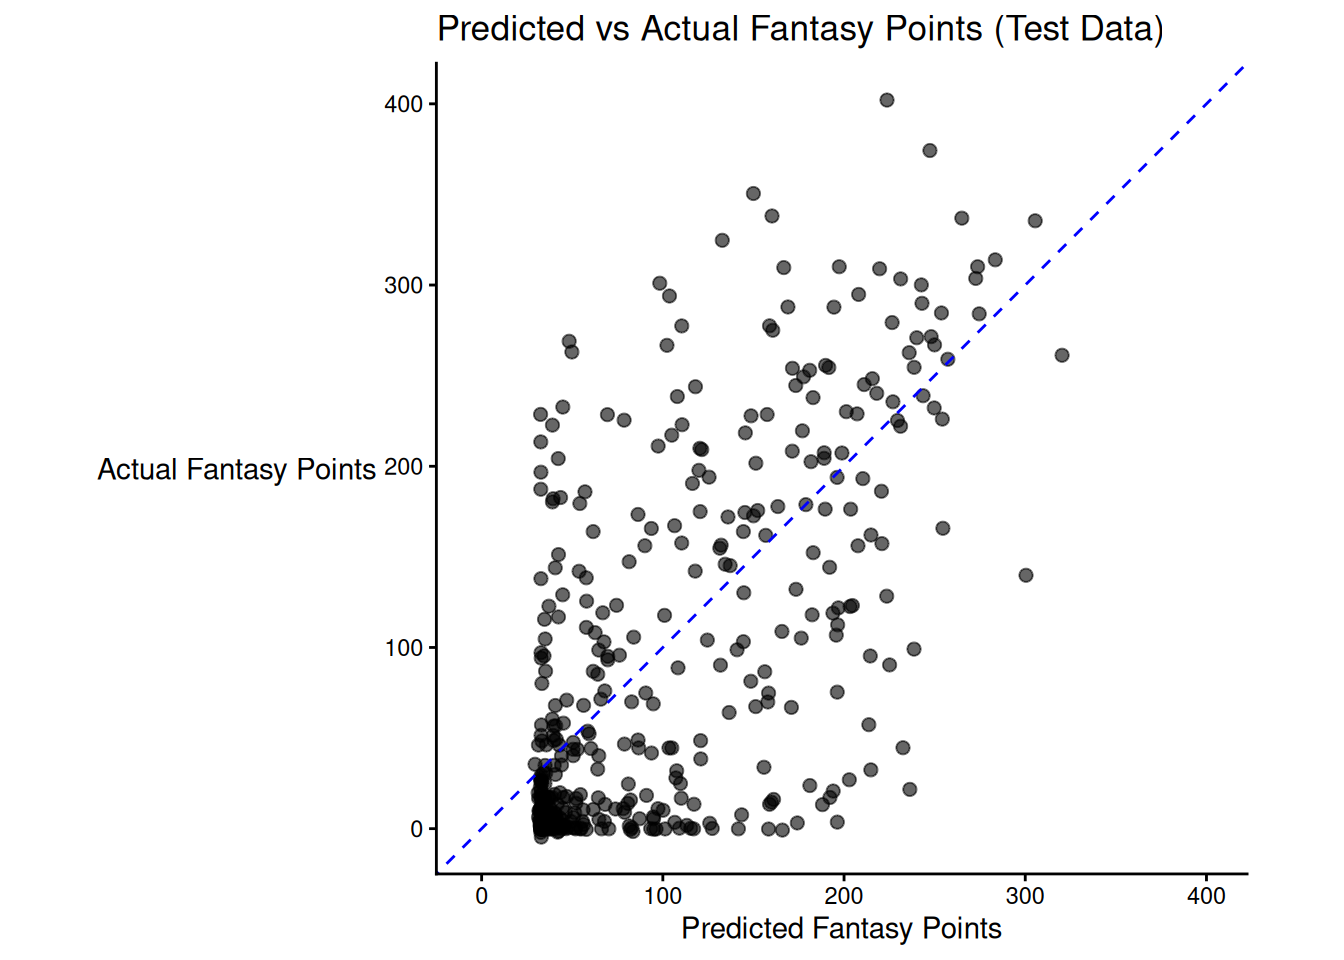 Predicted vs Actual Fantasy Points (Test Data)
400
300
Actual Fantasy Points 200
100
0
0 100 200 300 400
Predicted Fantasy Points